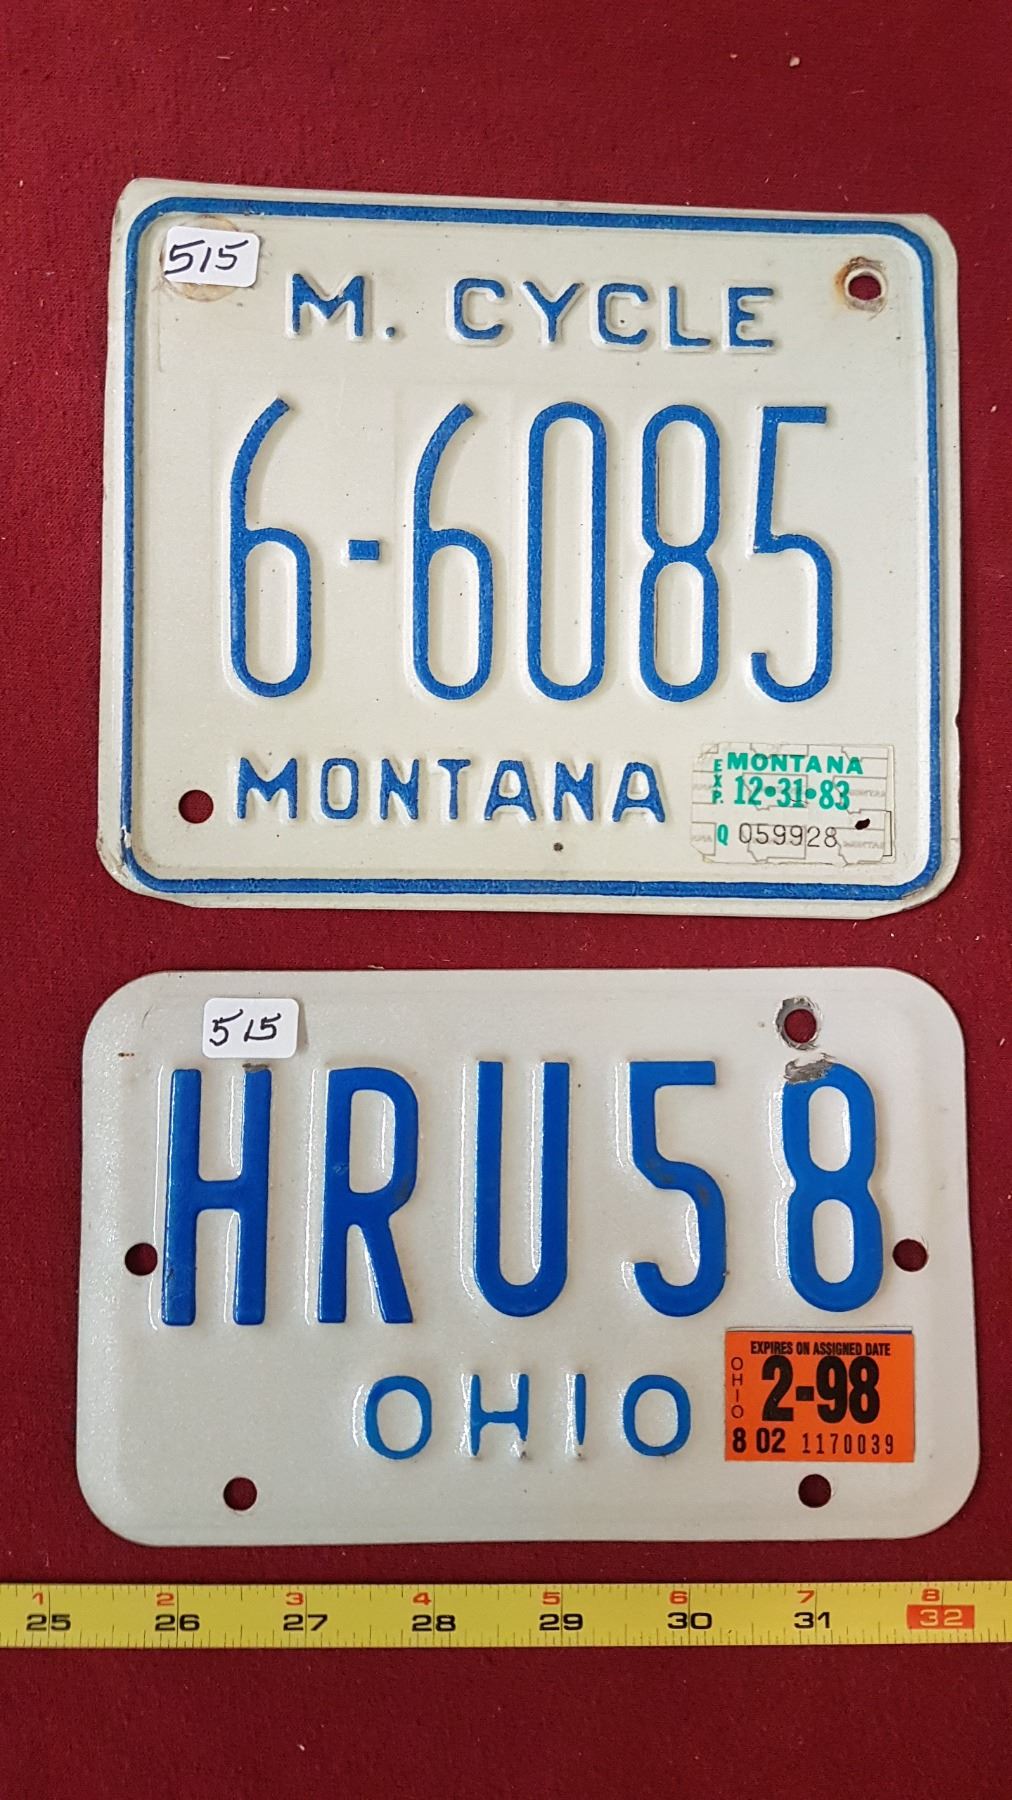 515
M. CYCLE
6-6085
MONTANA
EXP. MONTANA
12•31•83
Q 059928
515
HRU58
OHIO
EXPIRES ON ASSIGNED DATE
OHIO 2-98
8 02 1170039
1 2 3 4 5 6 7 8
25 26 27 28 29 30 31 32